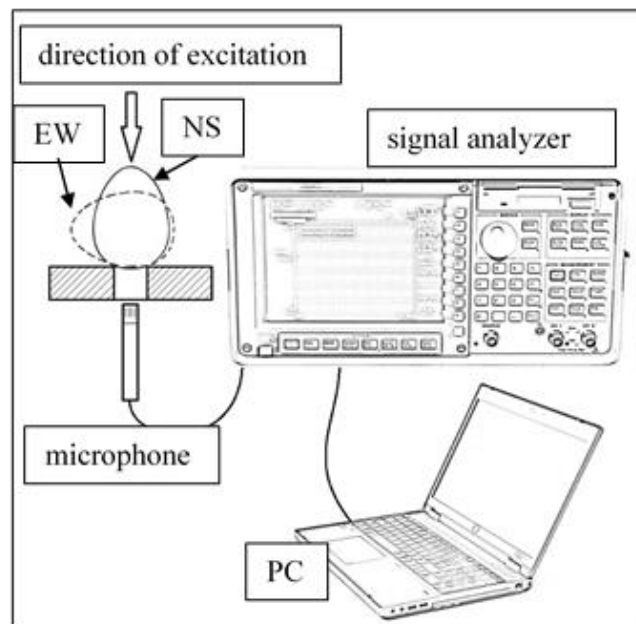 direction of excitation
EW
NS
signal analyzer
microphone
PC